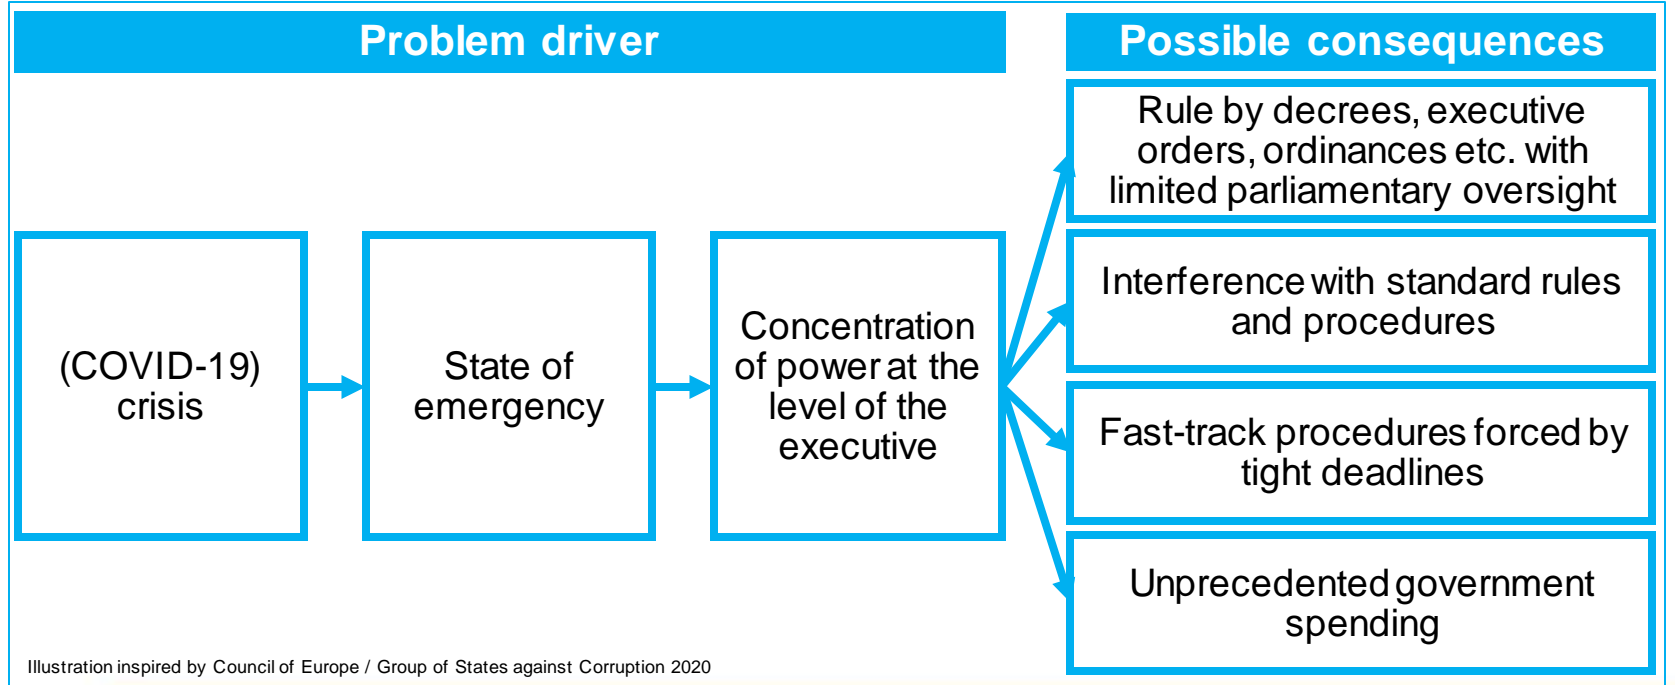 Problem driver
Possible consequences
(COVID-19)
crisis
State of
emergency
Concentration
of power at the
level of the
executive
Rule by decrees, executive
orders, ordinances etc. with
limited parliamentary oversight
Interference with standard rules
and procedures
Fast-track procedures forced by
tight deadlines
Unprecedented government
spending
Illustration inspired by Council of Europe / Group of States against Corruption 2020